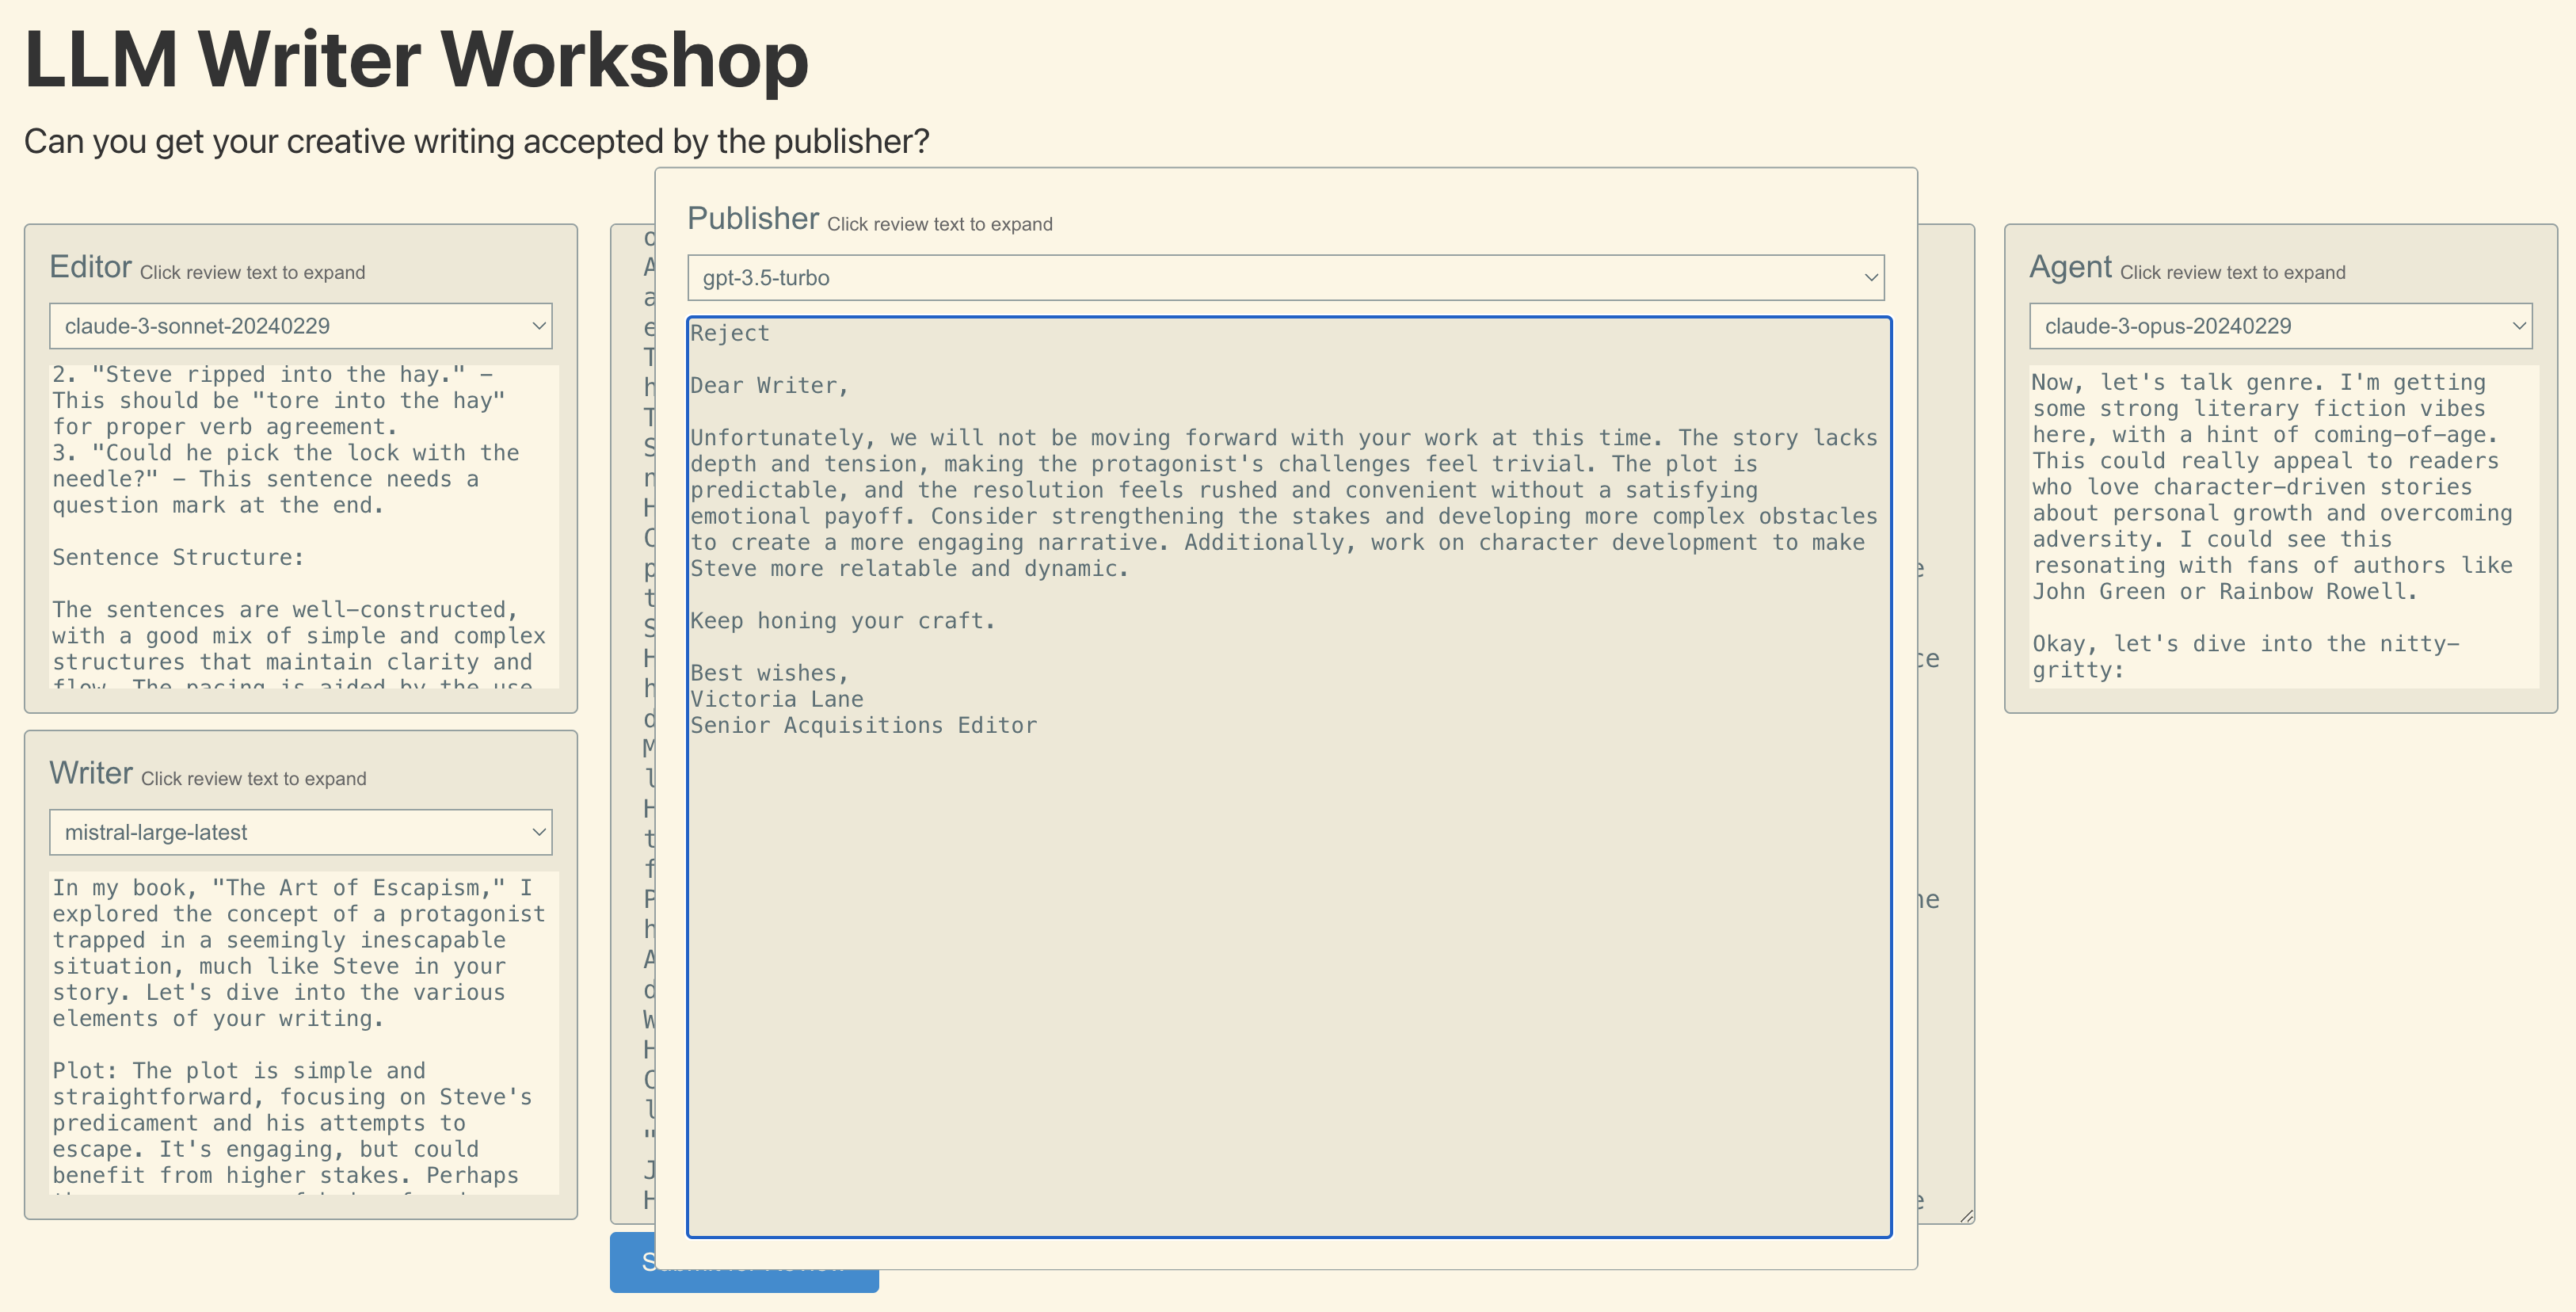 LLM Writer Workshop
Can you get your creative writing accepted by the publisher?
Editor Click review text to expand
claude-3-sonnet-20240229
2. "Steve ripped into the hay." –
This should be "tore into the hay"
for proper verb agreement.
3. "Could he pick the lock with the
needle?" – This sentence needs a
question mark at the end.
Sentence Structure:
The sentences are well-constructed,
with a good mix of simple and complex
structures that maintain clarity and
flow. The pacing is aided by the use
Writer Click review text to expand
mistral-large-latest
In my book, "The Art of Escapism," I
explored the concept of a protagonist
trapped in a seemingly inescapable
situation, much like Steve in your
story. Let's dive into the various
elements of your writing.
Plot: The plot is simple and
straightforward, focusing on Steve's
predicament and his attempts to
escape. It's engaging, but could
benefit from higher stakes. Perhaps
Publisher Click review text to expand
gpt-3.5-turbo
Reject
Dear Writer,
Unfortunately, we will not be moving forward with your work at this time. The story lacks
depth and tension, making the protagonist's challenges feel trivial. The plot is
predictable, and the resolution feels rushed and convenient without a satisfying
emotional payoff. Consider strengthening the stakes and developing more complex obstacles
to create a more engaging narrative. Additionally, work on character development to make
Steve more relatable and dynamic.
Keep honing your craft.
Best wishes,
Victoria Lane
Senior Acquisitions Editor
Agent Click review text to expand
claude-3-opus-20240229
Now, let's talk genre. I'm getting
some strong literary fiction vibes
here, with a hint of coming-of-age.
This could really appeal to readers
who love character-driven stories
about personal growth and overcoming
adversity. I could see this
resonating with fans of authors like
John Green or Rainbow Rowell.
Okay, let's dive into the nitty-
gritty: